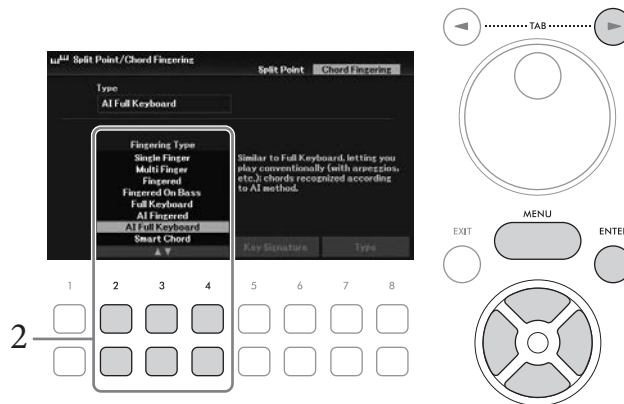 Split Point/Chord Fingering
Split Point Chord Fingering
Type
AI Full Keyboard
Fingering Type
Single Finger
Multi Finger
Fingered
Fingered On Bass
Full Keyboard
AI Fingered
AI Full Keyboard
Smart Chord
Similar to Full Keyboard, letting you
play conventionally (with arpeggios,
etc.); chords recognized according
to AI method.
Key Signature Type
1 2 3 4 5 6 7 8
2
TAB
MENU
EXIT
ENTER